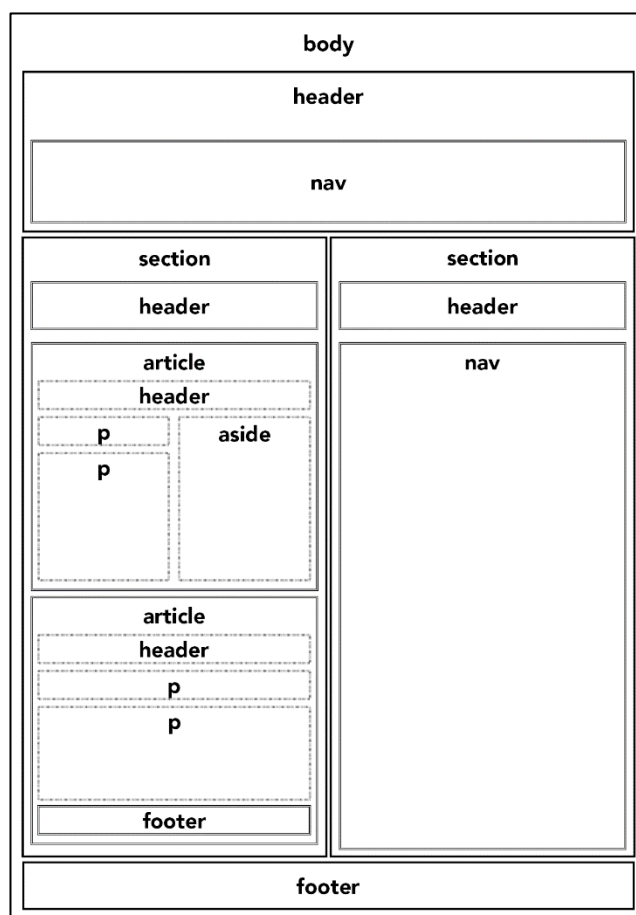 body
header
nav
section
header
article
header
p
p
aside
article
header
p
p
footer
section
header
nav
footer